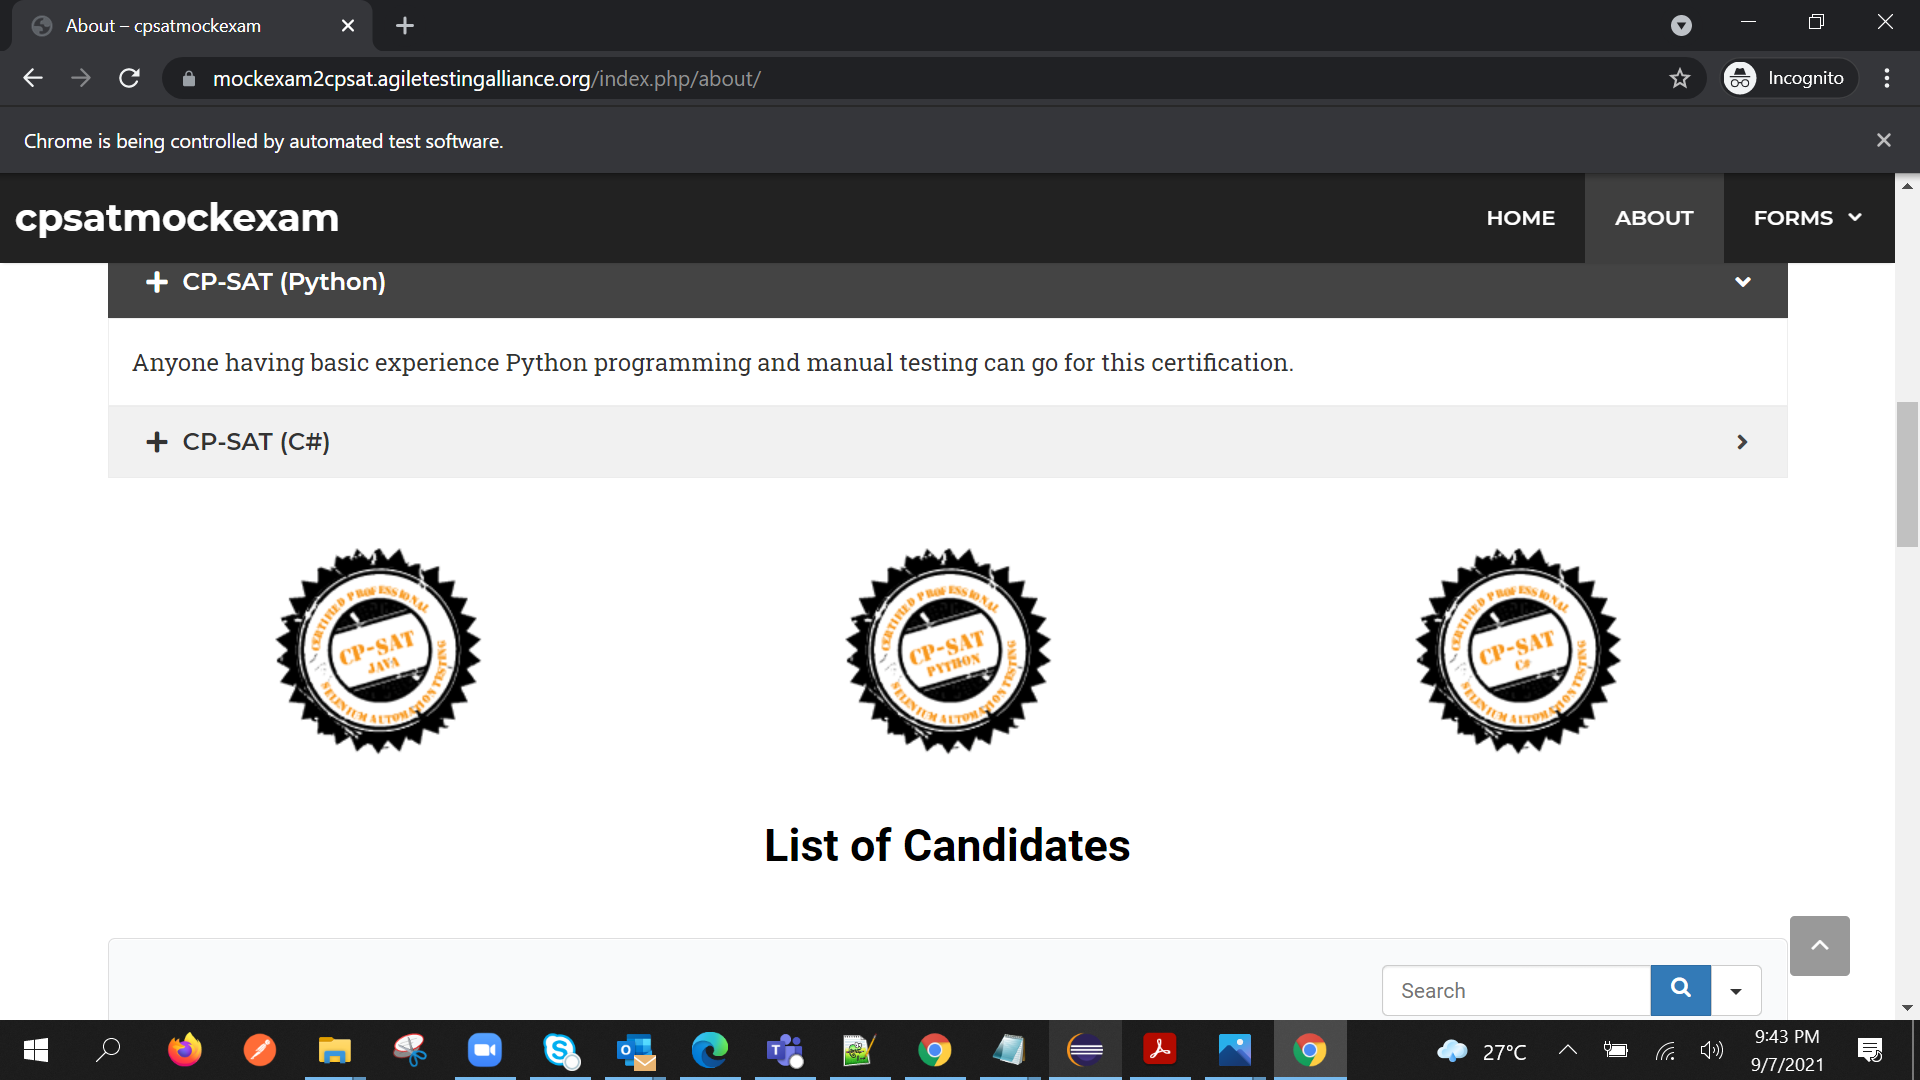 About – cpsatmockexam
mockexam2cpsat.agiletestingalliance.org/index.php/about/
Incognito
Chrome is being controlled by automated test software.
cpsatmockexam
HOME
ABOUT
FORMS
CP-SAT (Python)
Anyone having basic experience Python programming and manual testing can go for this certification.
CP-SAT (C#)
CERTIFIED PROFESSIONAL
CP-SAT
JAVA
SELENIUM AUTOMATION TESTING
CERTIFIED PROFESSIONAL
CP-SAT
PYTHON
SELENIUM AUTOMATION TESTING
CERTIFIED PROFESSIONAL
CP-SAT
C#
SELENIUM AUTOMATION TESTING
List of Candidates
Search
27°C
9:43 PM
9/7/2021